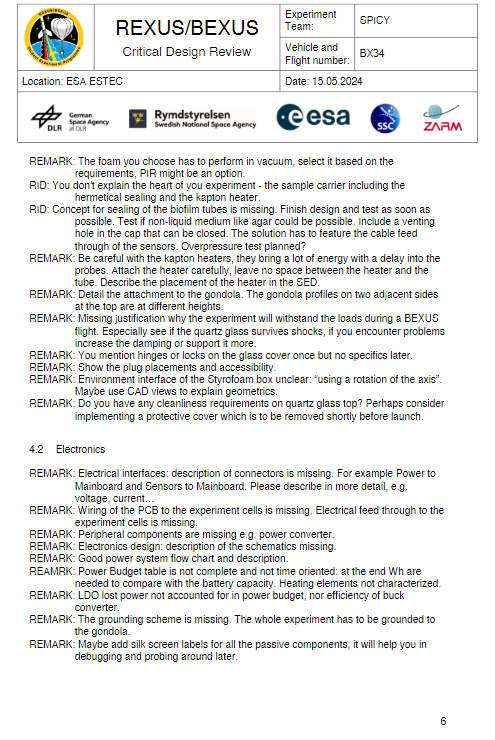 REXUS/BEXUS
Critical Design Review
Experiment Team:
SPiCY
Vehicle and Flight number:
BX34
Location: ESA ESTEC
Date: 15.05.2024
DLR
German Space Agency at DLR
Rymdstyrelsen
Swedish National Space Agency
esa
SSC
ZARM
REMARK: The foam you choose has to perform in vacuum, select it based on the
requirements, PIR might be an option.
RID: You don't explain the heart of you experiment - the sample carrier including the
hermetical sealing and the kapton heater.
RID: Concept for sealing of the biofilm tubes is missing. Finish design and test as soon as
possible. Test if non-liquid medium like agar could be possible. Include a venting
hole in the cap that can be closed. The solution has to feature the cable feed
through of the sensors. Overpressure test planned?
REMARK: Be careful with the kapton heaters, they bring a lot of energy with a delay into the
probes. Attach the heater carefully, leave no space between the heater and the
tube. Describe the placement of the heater in the SED.
REMARK: Detail the attachment to the gondola. The gondola profiles on two adjacent sides
at the top are at different heights.
REMARK: Missing justification why the experiment will withstand the loads during a BEXUS
flight. Especially see if the quartz glass survives shocks, if you encounter problems
increase the damping or support it more.
REMARK: You mention hinges or locks on the glass cover once but no specifics later.
REMARK: Show the plug placements and accessibility.
REMARK: Environment interface of the Styrofoam box unclear: “using a rotation of the axis”.
Maybe use CAD views to explain geometrics.
REMARK: Do you have any cleanliness requirements on quartz glass top? Perhaps consider
implementing a protective cover which is to be removed shortly before launch.
4.2 Electronics
REMARK: Electrical interfaces: description of connectors is missing. For example Power to
Mainboard and Sensors to Mainboard. Please describe in more detail, e.g.
voltage, current…
REMARK: Wiring of the PCB to the experiment cells is missing. Electrical feed through to the
experiment cells is missing.
REMARK: Peripheral components are missing e.g. power converter.
REMARK: Electronics design: description of the schematics missing.
REMARK: Good power system flow chart and description.
REAMRK: Power Budget table is not complete and not time oriented: at the end Wh are
needed to compare with the battery capacity. Heating elements not characterized.
REMARK: LDO lost power not accounted for in power budget, nor efficiency of buck
converter.
REMARK: The grounding scheme is missing. The whole experiment has to be grounded to
the gondola.
REMARK: Maybe add silk screen labels for all the passive components, it will help you in
debugging and probing around later.
6